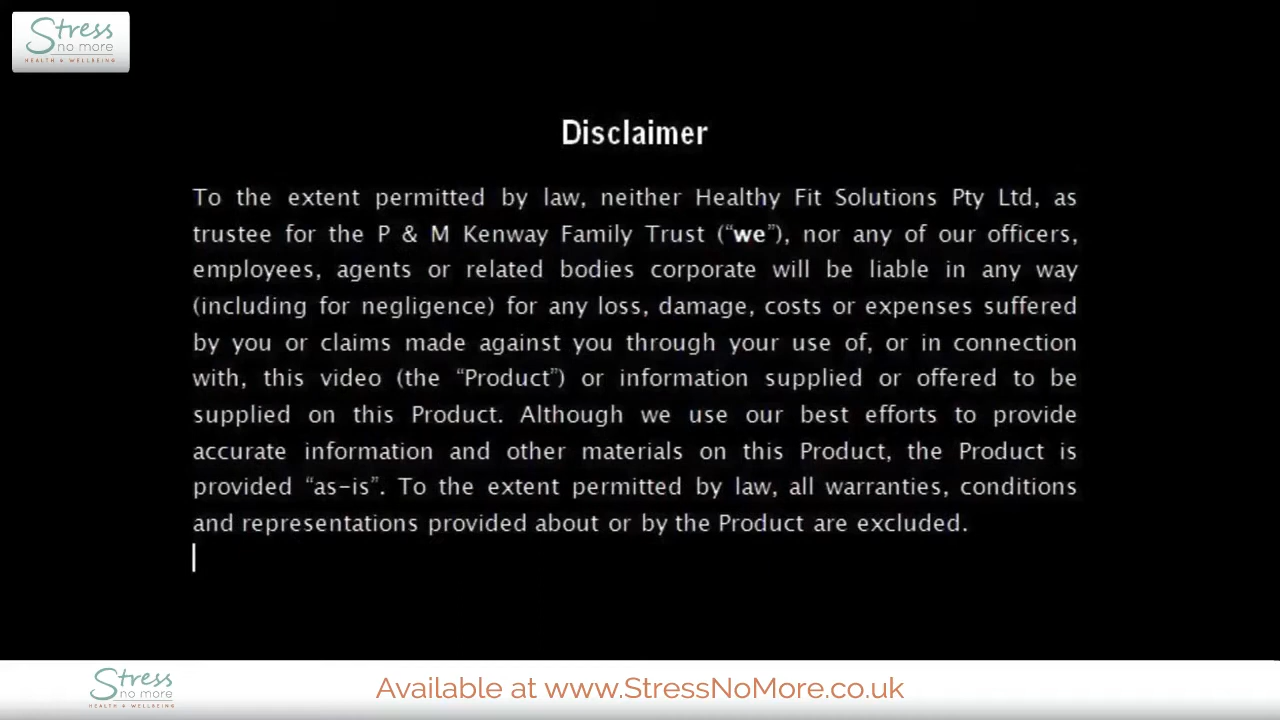 Stress
no more
HEALTH & WELLBEING
Disclaimer
To the extent permitted by law, neither Healthy Fit Solutions Pty Ltd, as
trustee for the P & M Kenway Family Trust (“we”), nor any of our officers,
employees, agents or related bodies corporate will be liable in any way
(including for negligence) for any loss, damage, costs or expenses suffered
by you or claims made against you through your use of, or in connection
with, this video (the “Product”) or information supplied or offered to be
supplied on this Product. Although we use our best efforts to provide
accurate information and other materials on this Product, the Product is
provided “as-is”. To the extent permitted by law, all warranties, conditions
and representations provided about or by the Product are excluded.
Stress
no more
HEALTH & WELLBEING
Available at www.StressNoMore.co.uk